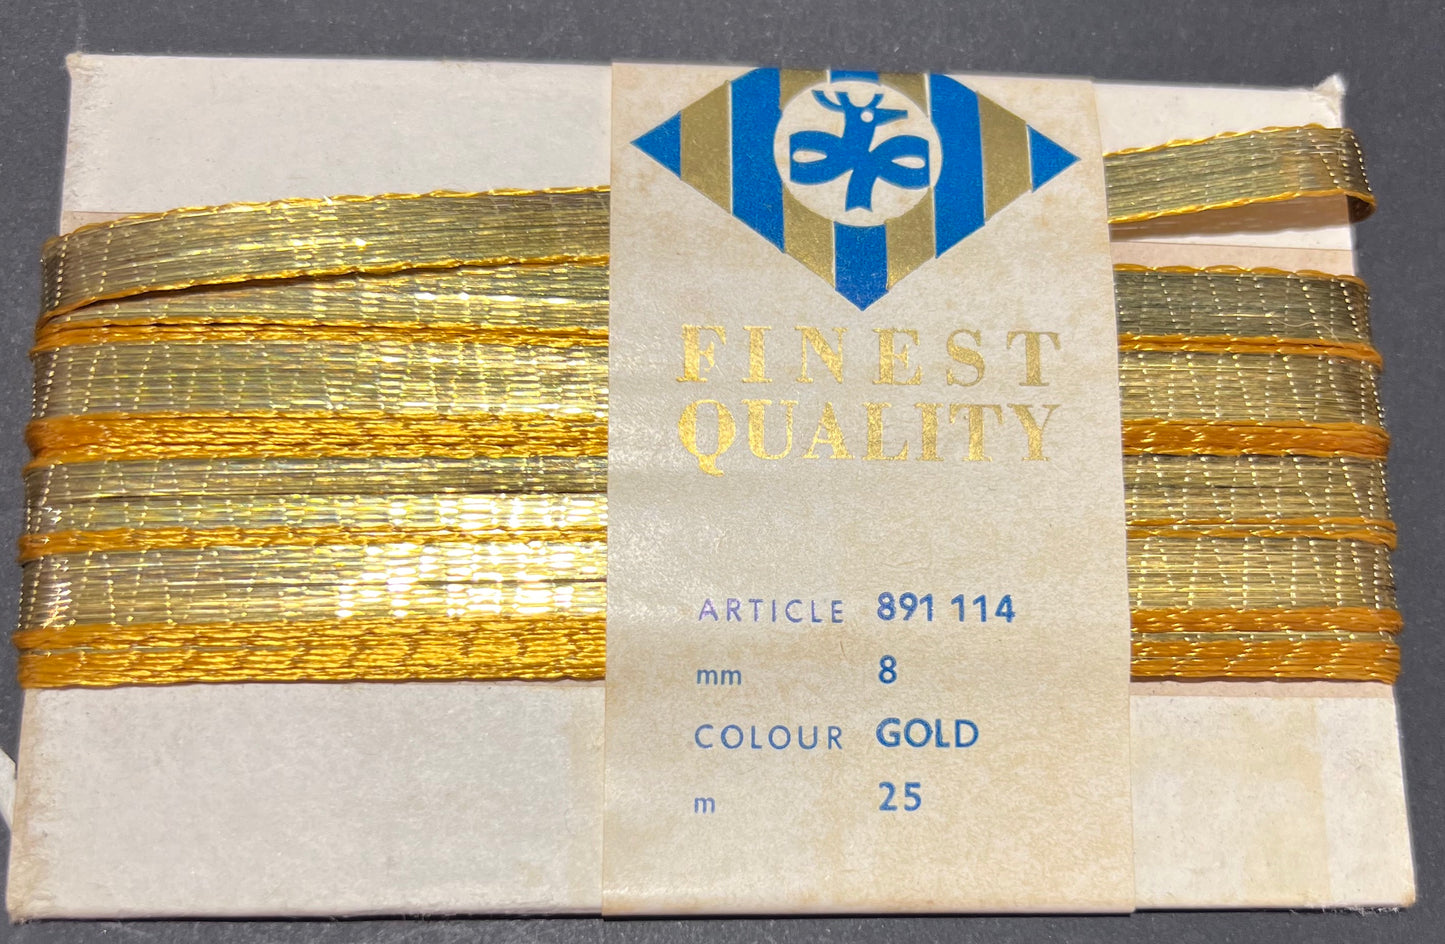 FINEST
QUALITY
ARTICLE 891 114
mm 8
COLOUR GOLD
m 25